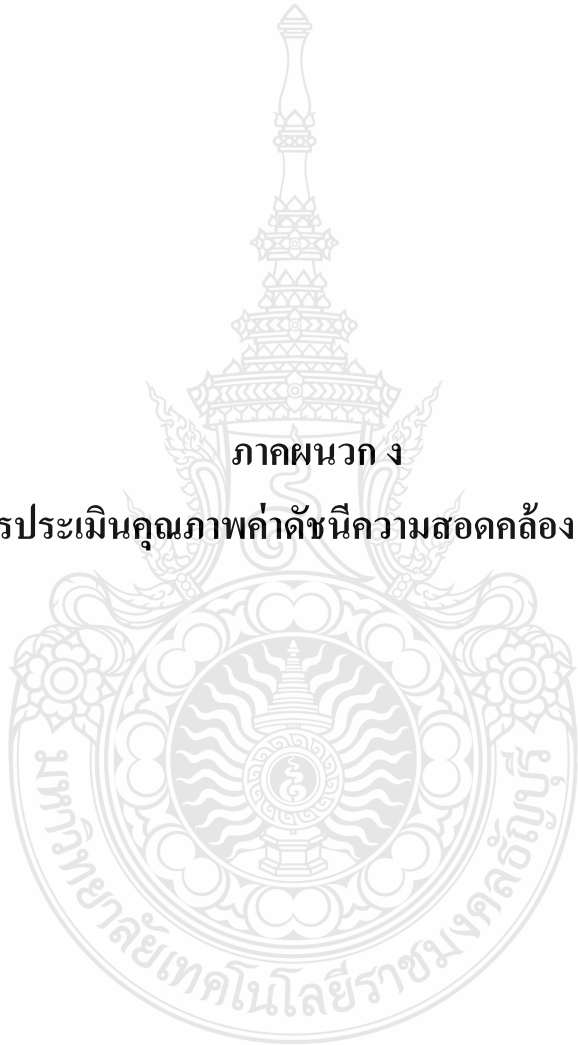 ภาคผนวก ง
รประเมินคุณภาพค่าดัชนีความสอดคล้อง
มหาวิทยาลัยเทคโนโลยีราชมงคลธัญบุรี